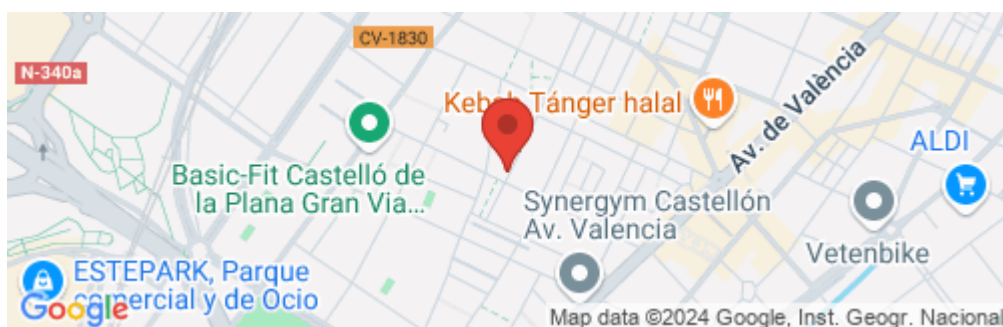 CV-1830
N-340a
Kebab Tánger halal
Av. de València
ALDI
Basic-Fit Castelló de
la Plana Gran Via...
Synergym Castellón
Av. Valencia
Vetenbike
ESTEPARK, Parque
comercial y de Ocio
Google
Map data ©2024 Google, Inst. Geogr. Nacional